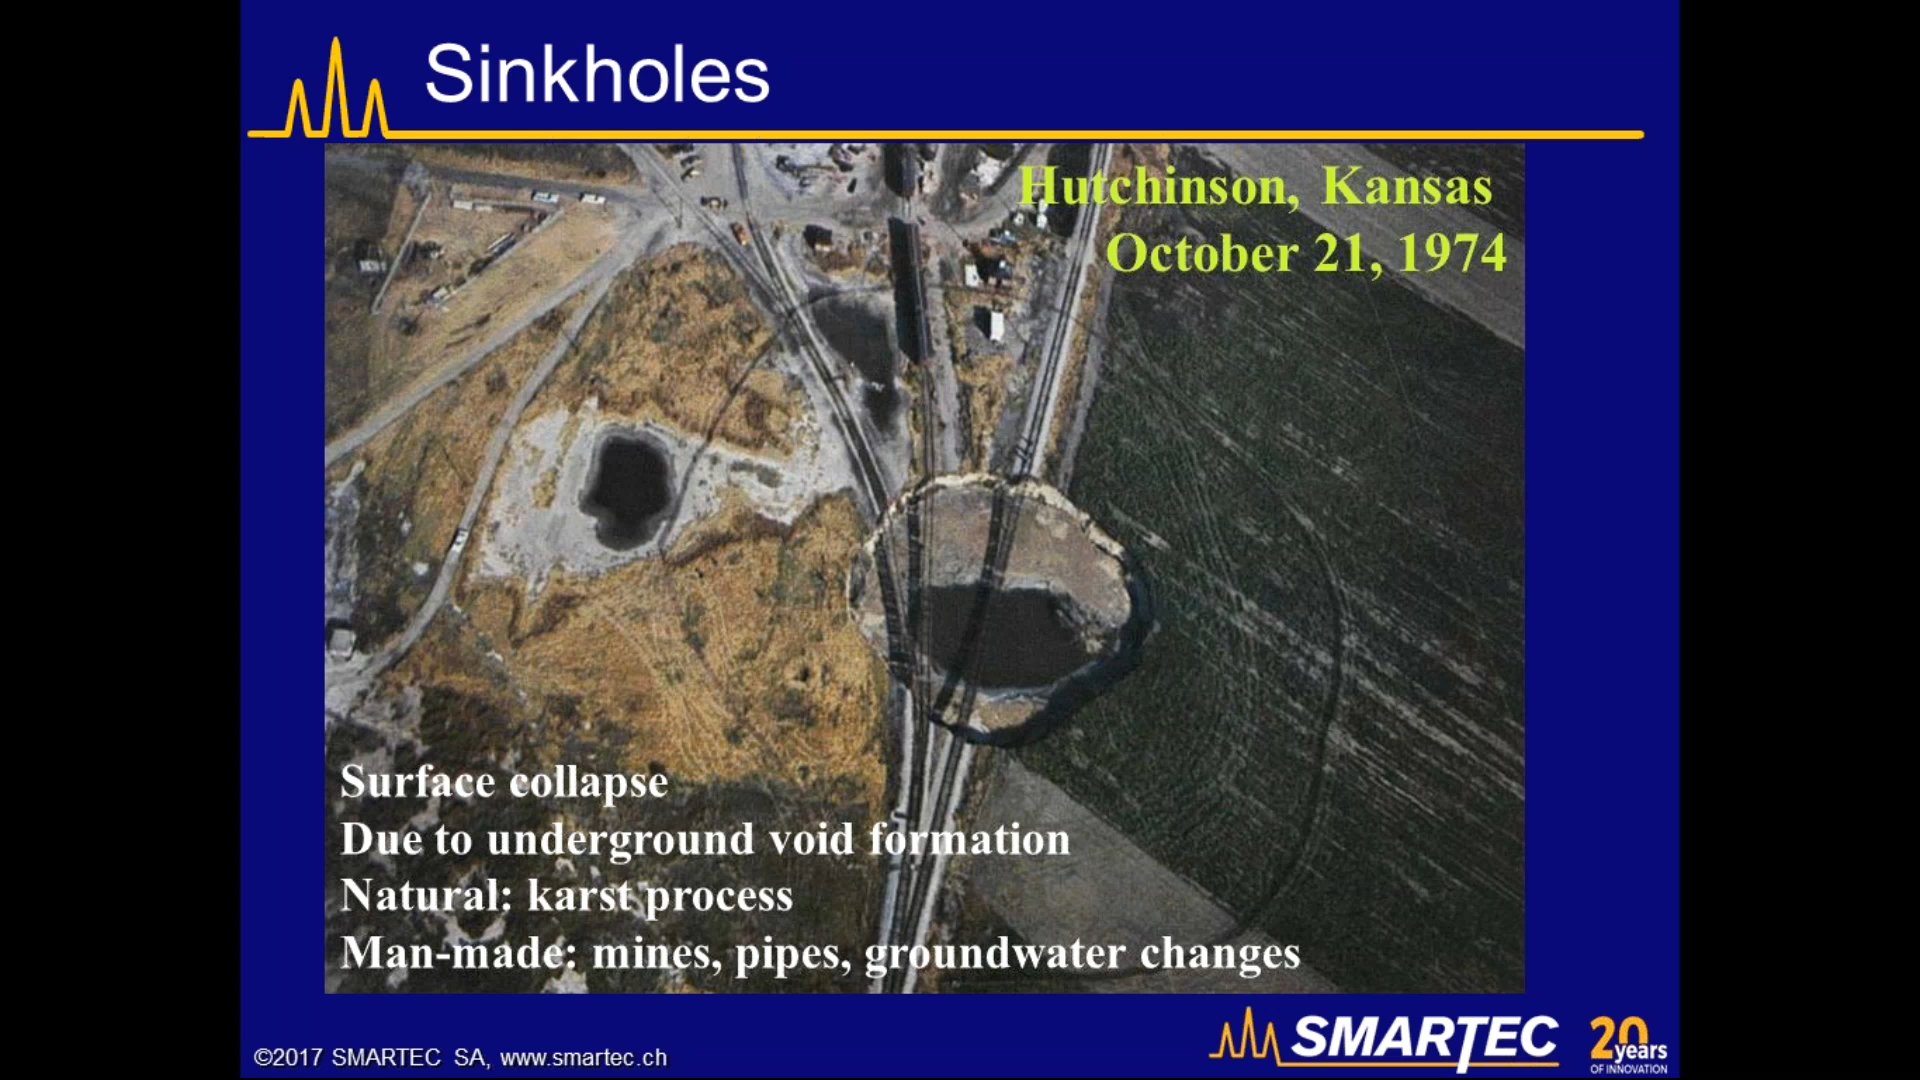 Sinkholes
Hutchinson, Kansas
October 21, 1974
Surface collapse
Due to underground void formation
Natural: karst process
Man-made: mines, pipes, groundwater changes
©2017 SMARTEC SA, www.smartec.ch
SMARTEC
20 years
OF INNOVATION